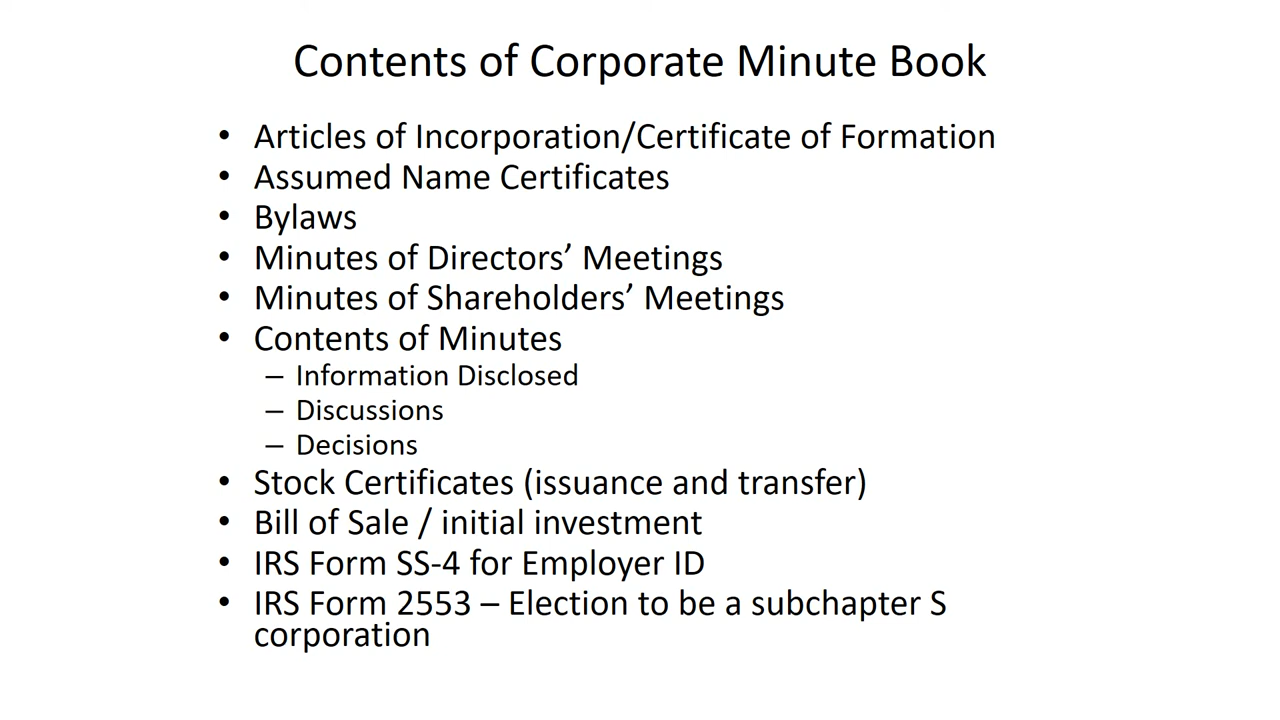 Contents of Corporate Minute Book
• Articles of Incorporation/Certificate of Formation
• Assumed Name Certificates
• Bylaws
• Minutes of Directors’ Meetings
• Minutes of Shareholders’ Meetings
• Contents of Minutes
– Information Disclosed
– Discussions
– Decisions
• Stock Certificates (issuance and transfer)
• Bill of Sale / initial investment
• IRS Form SS-4 for Employer ID
• IRS Form 2553 – Election to be a subchapter S
corporation